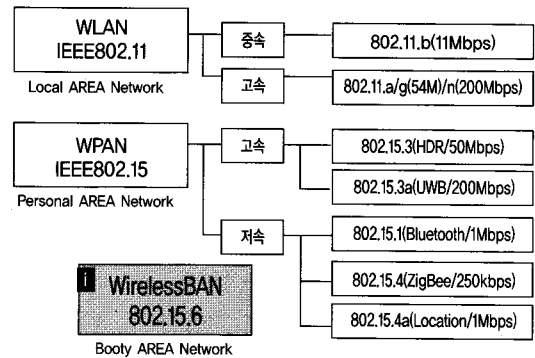 WLAN
IEEE802.11
Local AREA Network
중속
802.11.b(11Mbps)
고속
802.11.a/g(54M)/n(200Mbps)
WPAN
IEEE802.15
Personal AREA Network
고속
802.15.3(HDR/50Mbps)
802.15.3a(UWB/200Mbps)
저속
802.15.1(Bluetooth/1Mbps)
802.15.4(ZigBee/250kbps)
802.15.4a(Location/1Mbps)
i WirelessBAN
802.15.6
Booty AREA Network